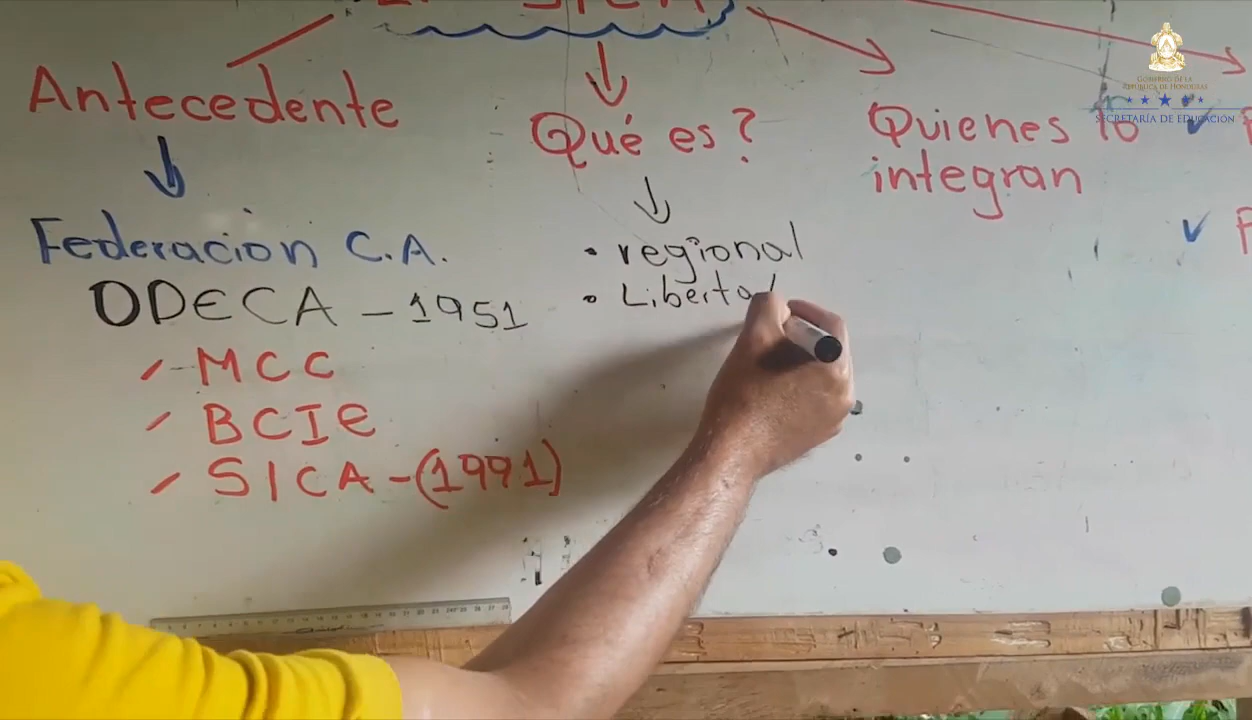 Antecedente
Federacion C.A.
ODECA - 1951
MCC
BCIE
SICA - (1991)
Qué es?
• regional
• Liberta
Quienes lo
integran
GOBIERNO DE LA
REPÚBLICA DE HONDURAS
SECRETARÍA DE EDUCACIÓN